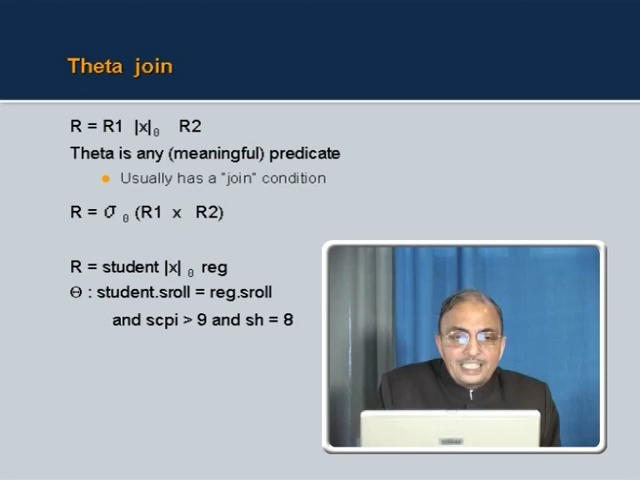 Theta join
R = R1 |x|θ R2
Theta is any (meaningful) predicate
Usually has a "join" condition
R = σ θ (R1 x R2)
R = student |x| θ reg
Θ : student.sroll = reg.sroll
and scpi > 9 and sh = 8